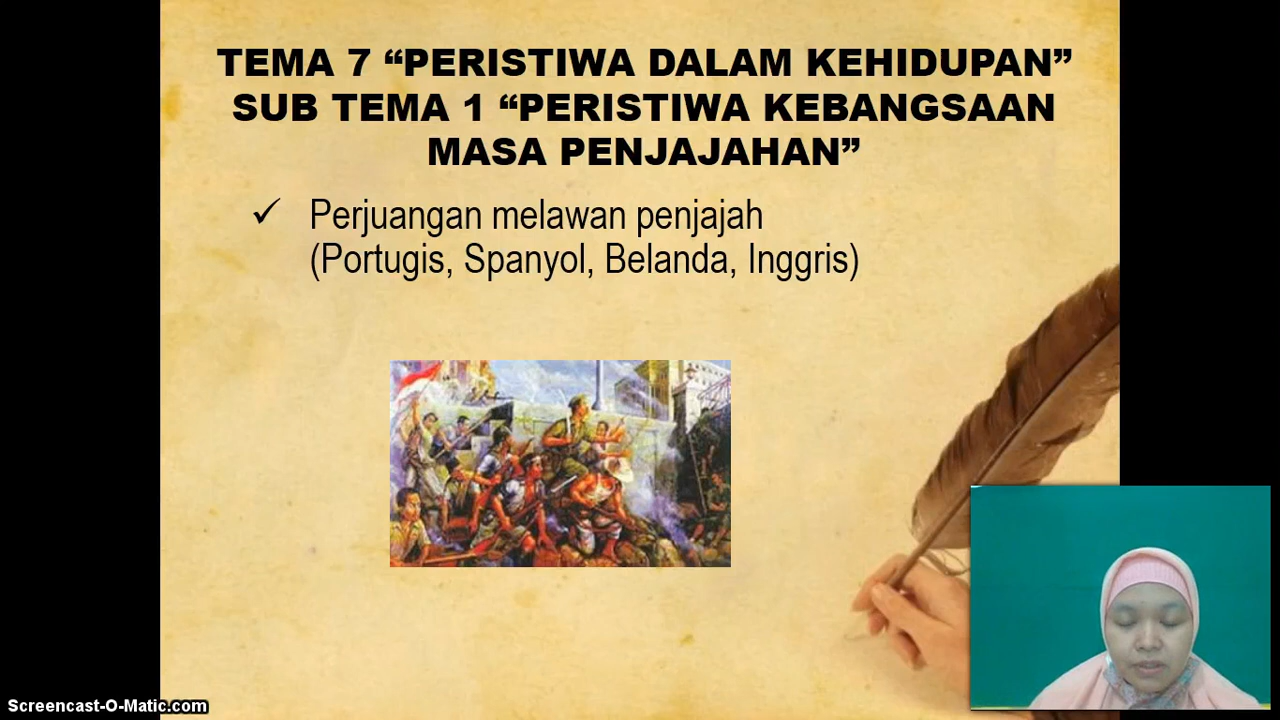 TEMA 7 “PERISTIWA DALAM KEHIDUPAN”
SUB TEMA 1 “PERISTIWA KEBANGSAAN
MASA PENJAJAHAN”
✓ Perjuangan melawan penjajah
(Portugis, Spanyol, Belanda, Inggris)
Screencast-O-Matic.com